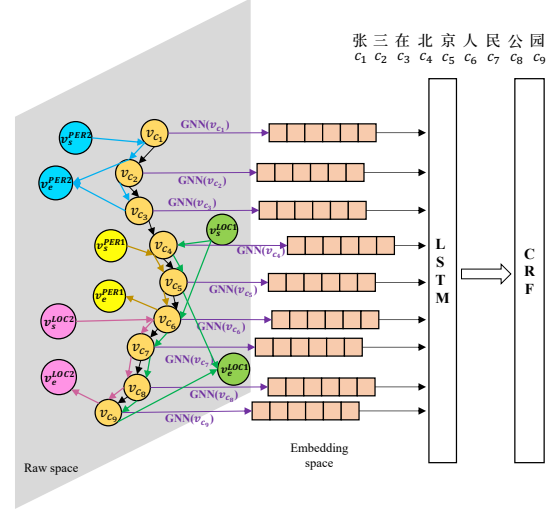 张 三 在 北 京 人 民 公 园
c₁ c₂ c₃ c₄ c₅ c₆ c₇ c₈ c₉
v_s^PER2
v_c₁
GNN(v_c₁)
v_e^PER2
v_c₂
GNN(v_c₂)
v_c₃
GNN(v_c₃)
v_s^PER1
v_c₄
v_s^LOC1
GNN(v_c₄)
v_e^PER1
v_c₅
GNN(v_c₅)
v_s^LOC2
v_c₆
GNN(v_c₆)
v_c₇
GNN(v_c₇)
v_e^LOC1
v_e^LOC2
v_c₈
GNN(v_c₈)
v_c₉
GNN(v_c₉)
LSTM
CRF
Raw space
Embedding
space